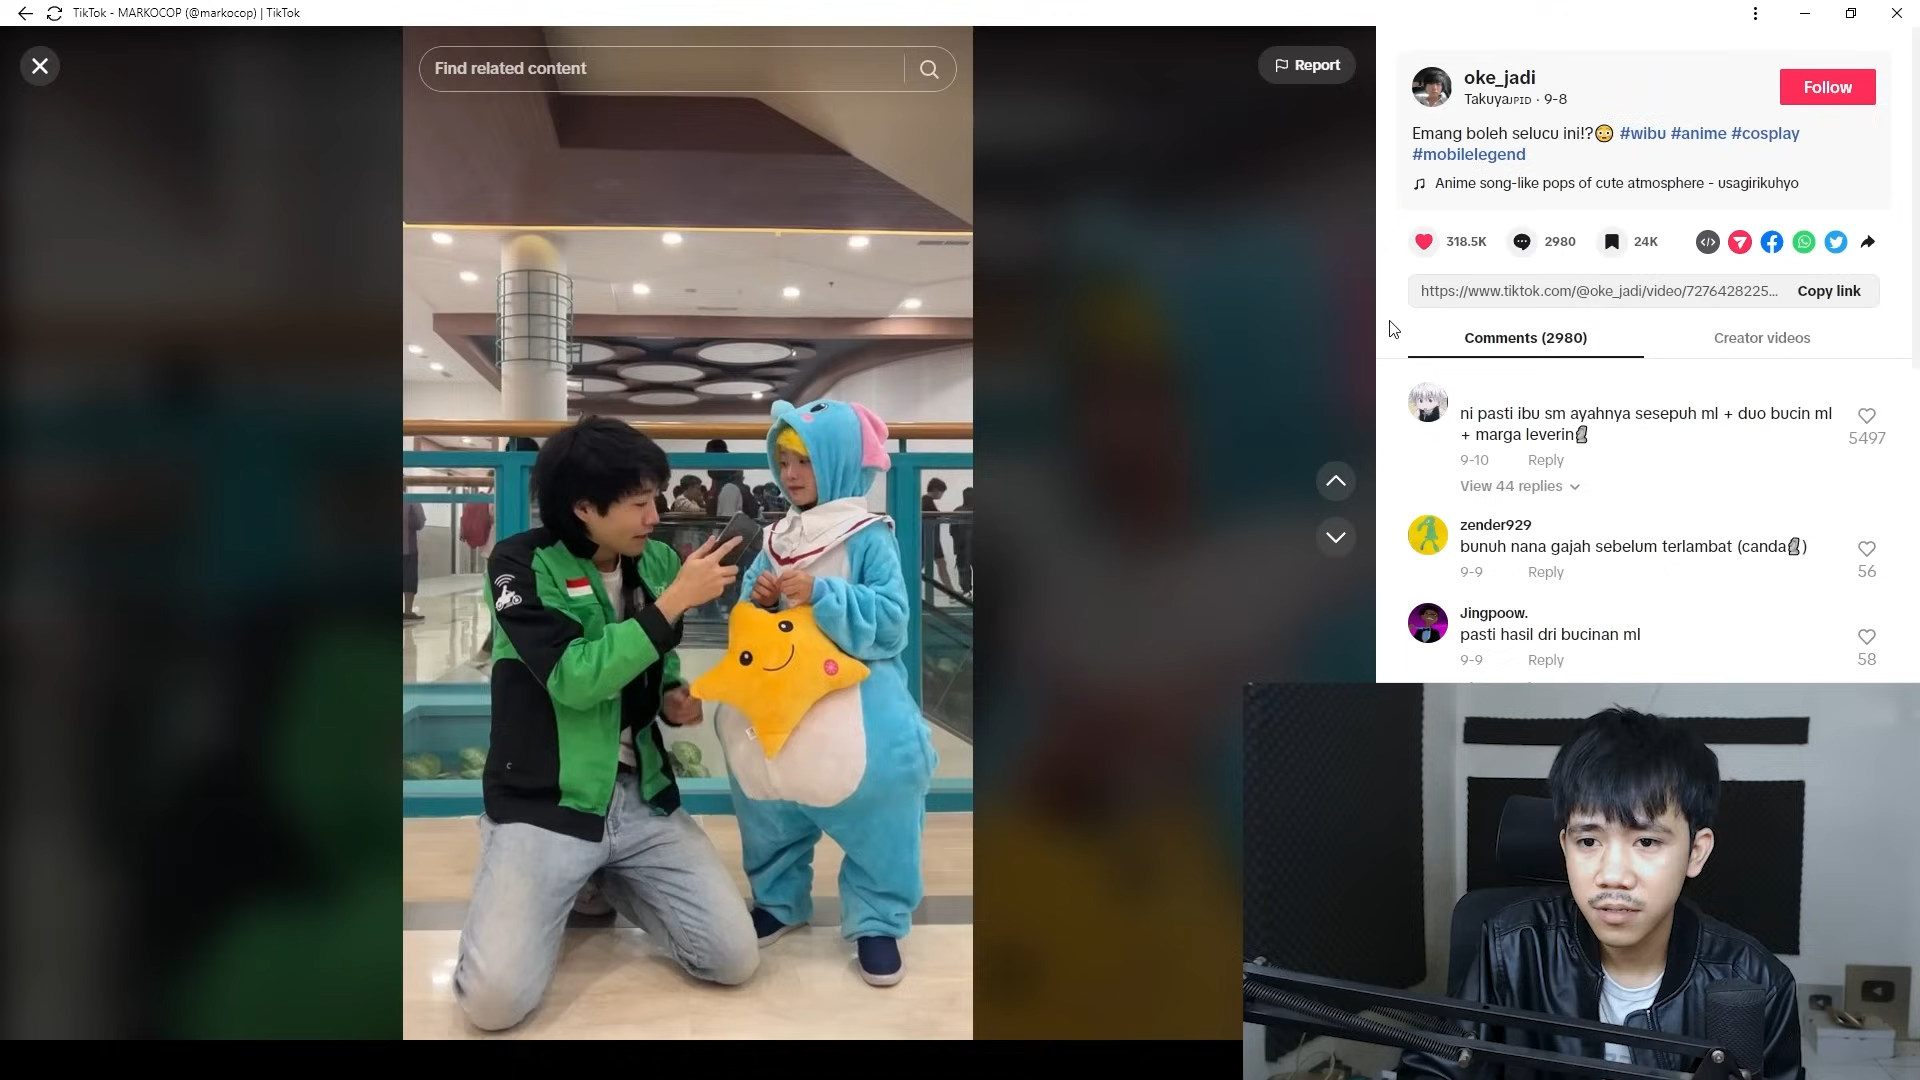 TikTok - MARKOCOP (@markocop) | TikTok
Find related content
Report
oke_jadi
TakuyaJPID · 9-8
Follow
Emang boleh selucu ini!?😳 #wibu #anime #cosplay
#mobilelegend
Anime song-like pops of cute atmosphere - usagirikuhyo
318.5K
2980
24K
https://www.tiktok.com/@oke_jadi/video/7276428225...
Copy link
Comments (2980)
Creator videos
ni pasti ibu sm ayahnya sesepuh ml + duo bucin ml
+ marga leverin🗿
5497
9-10
Reply
View 44 replies
zender929
bunuh nana gajah sebelum terlambat (canda🗿)
56
9-9
Reply
Jingpoow.
pasti hasil dri bucinan ml
58
9-9
Reply